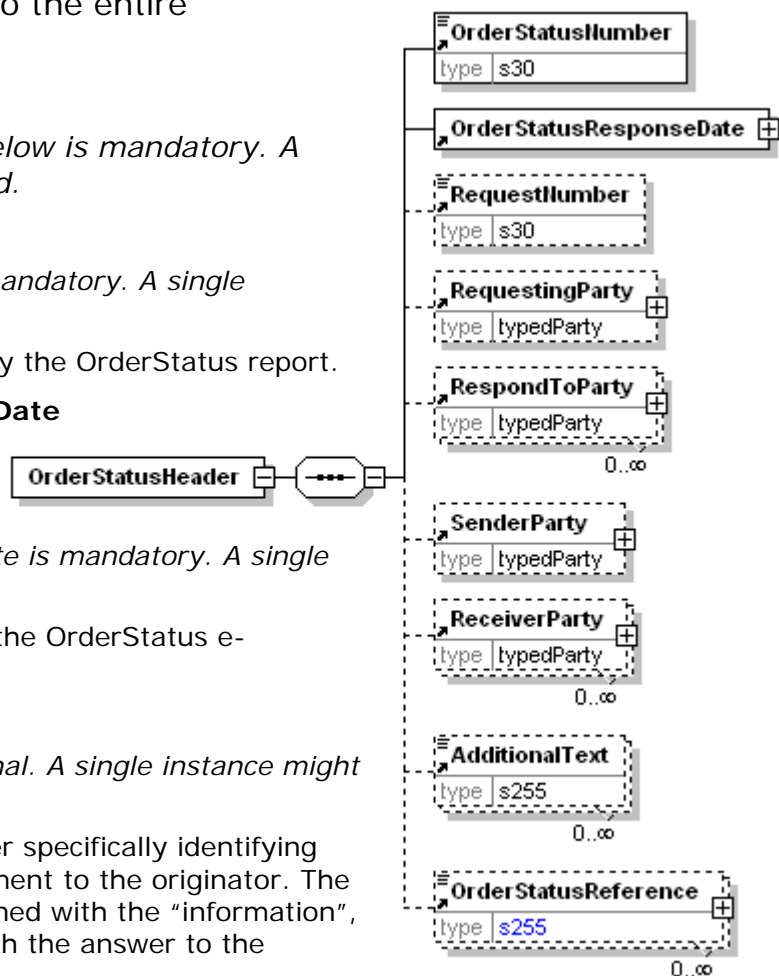 o the entire
elow is mandatory. A
d.
andatory. A single
y the OrderStatus report.
Date
te is mandatory. A single
the OrderStatus e-
nal. A single instance might
er specifically identifying
nent to the originator. The
ned with the “information”,
h the answer to the
OrderStatusHeader
OrderStatusNumber
type s30
OrderStatusResponseDate
RequestNumber
type s30
RequestingParty
type typedParty
RespondToParty
type typedParty
0..∞
SenderParty
type typedParty
ReceiverParty
type typedParty
0..∞
AdditionalText
type s255
0..∞
OrderStatusReference
type s255
0..∞